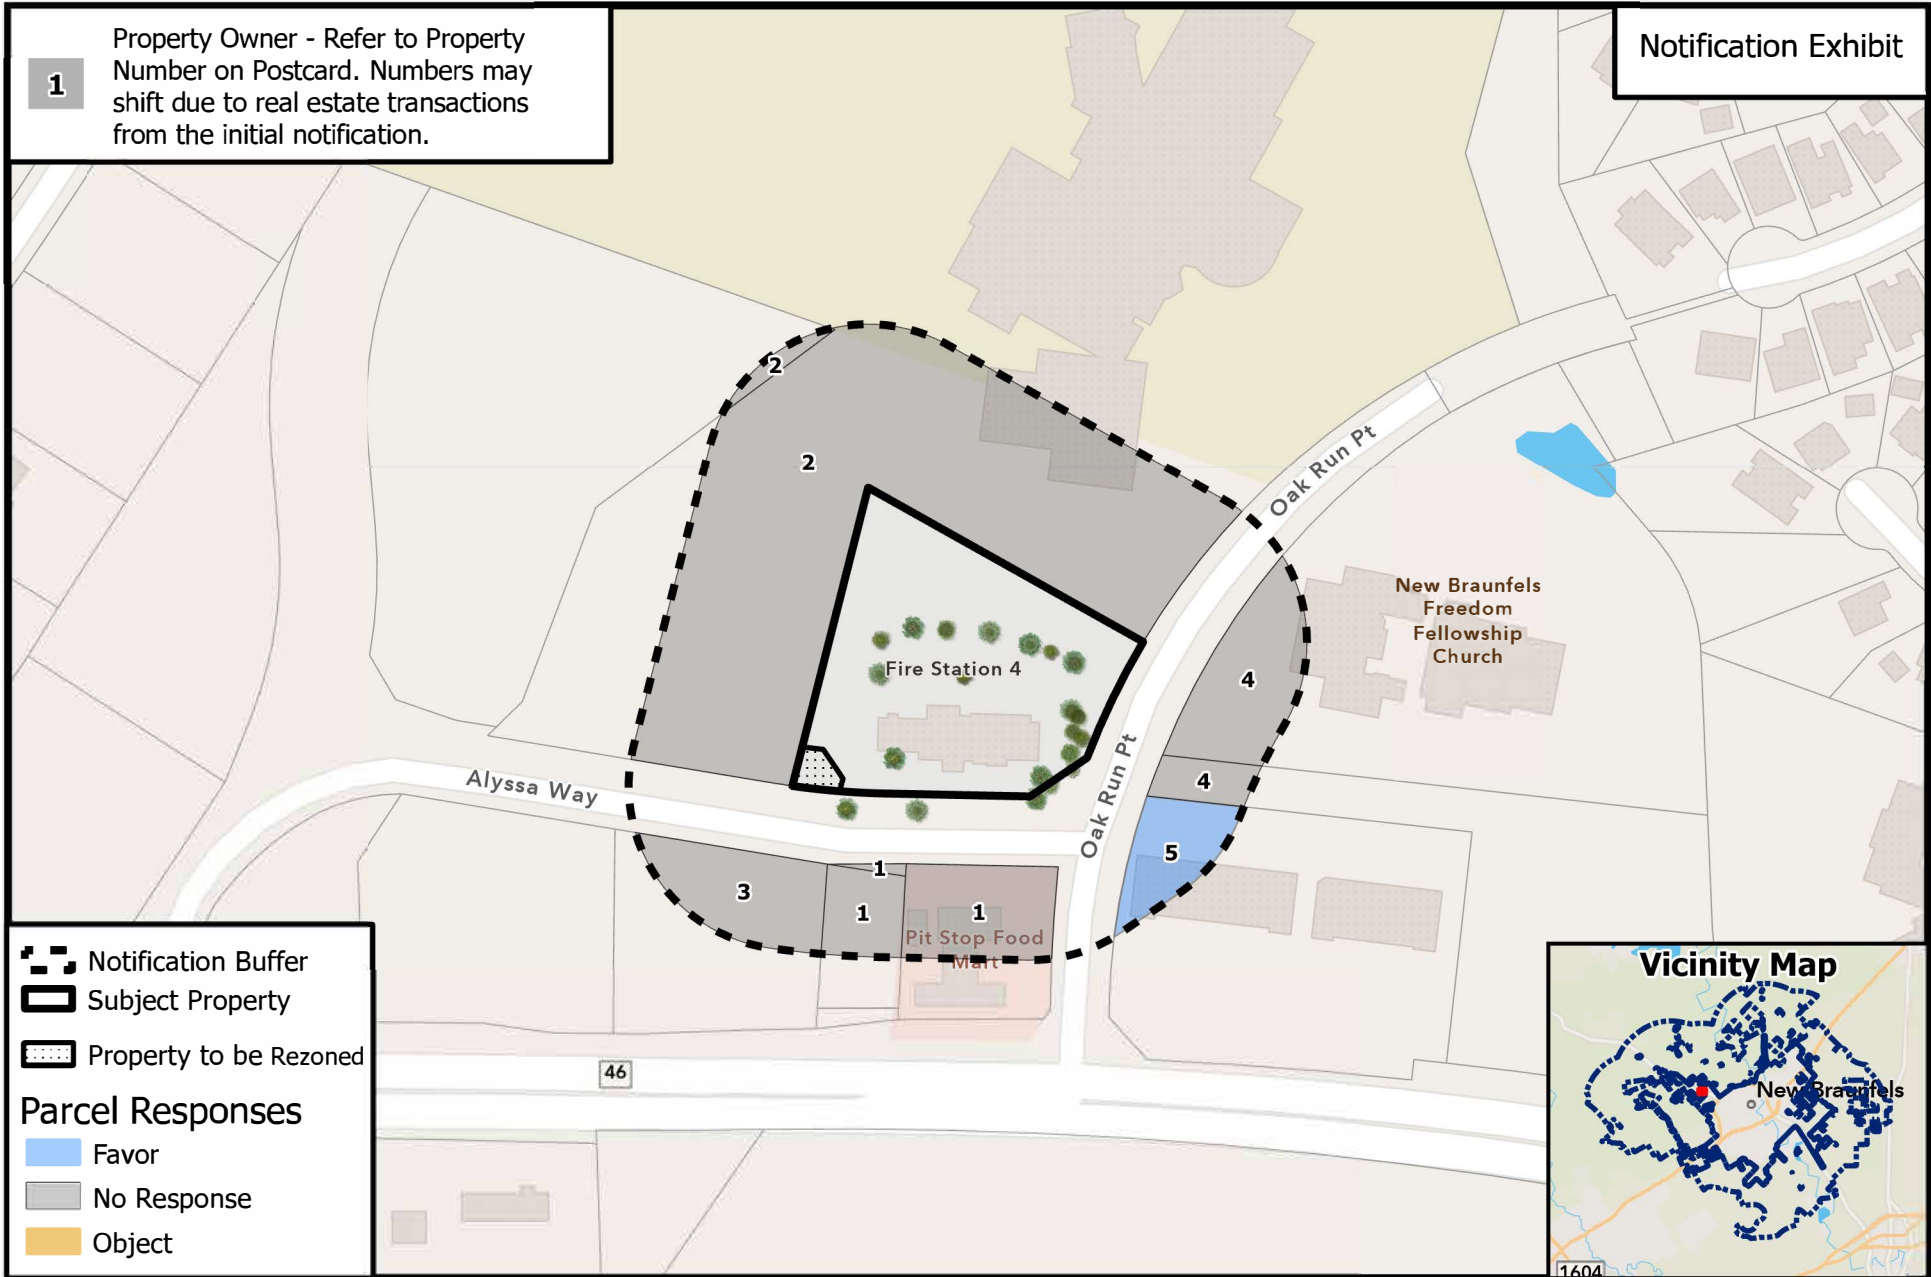 1
Property Owner - Refer to Property
Number on Postcard. Numbers may
shift due to real estate transactions
from the initial notification.
Notification Exhibit
2
2
Oak Run Pt
New Braunfels
Freedom
Fellowship
Church
Fire Station 4
4
4
Alyssa Way
Oak Run Pt
5
3
1
1
1
Pit Stop Food
Mart
46
Notification Buffer
Subject Property
Property to be Rezoned
Parcel Responses
Favor
No Response
Object
Vicinity Map
New Braunfels
1604